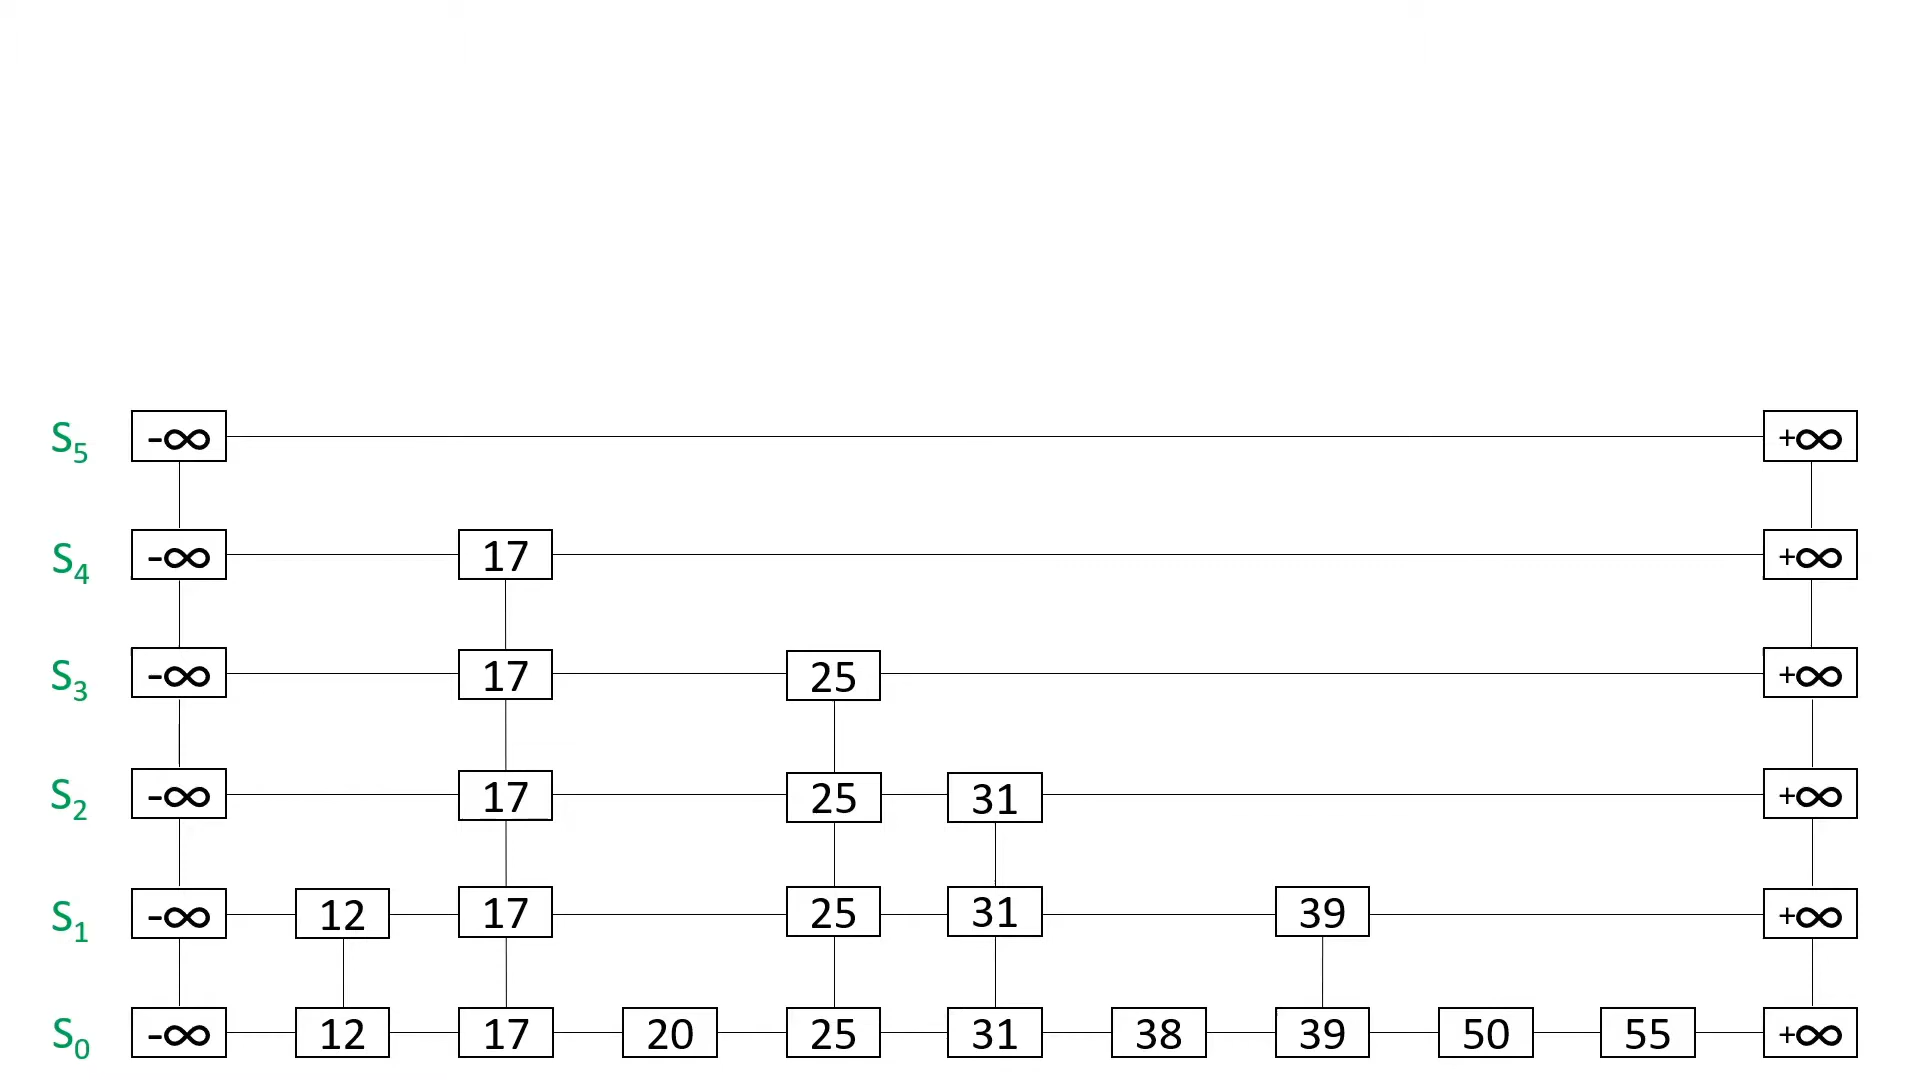 S5 -∞ +∞
S4 -∞ 17 +∞
S3 -∞ 17 25 +∞
S2 -∞ 17 25 31 +∞
S1 -∞ 12 17 25 31 39 +∞
S0 -∞ 12 17 20 25 31 38 39 50 55 +∞